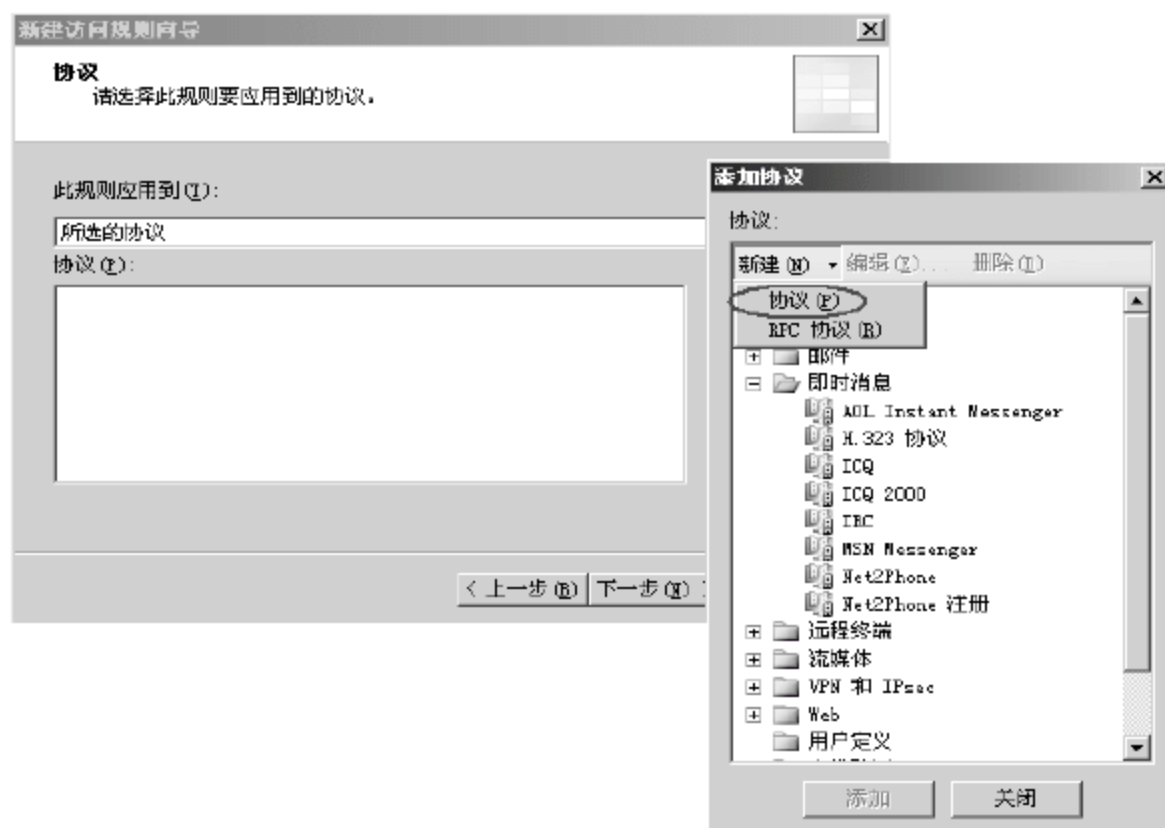 新建访问规则向导
协议
请选择此规则要应用到的协议。
此规则应用到(T):
所选的协议
协议(P):
< 上一步(B)
下一步(N)
添加协议
协议:
新建(N)
编辑(E)...
删除(D)
协议(P)
RPC 协议(R)
邮件
即时消息
AOL Instant Messenger
H.323 协议
ICQ
ICQ 2000
IRC
MSN Messenger
Net2Phone
Net2Phone 注册
远程终端
流媒体
VPN 和 IPsec
Web
用户定义
添加
关闭